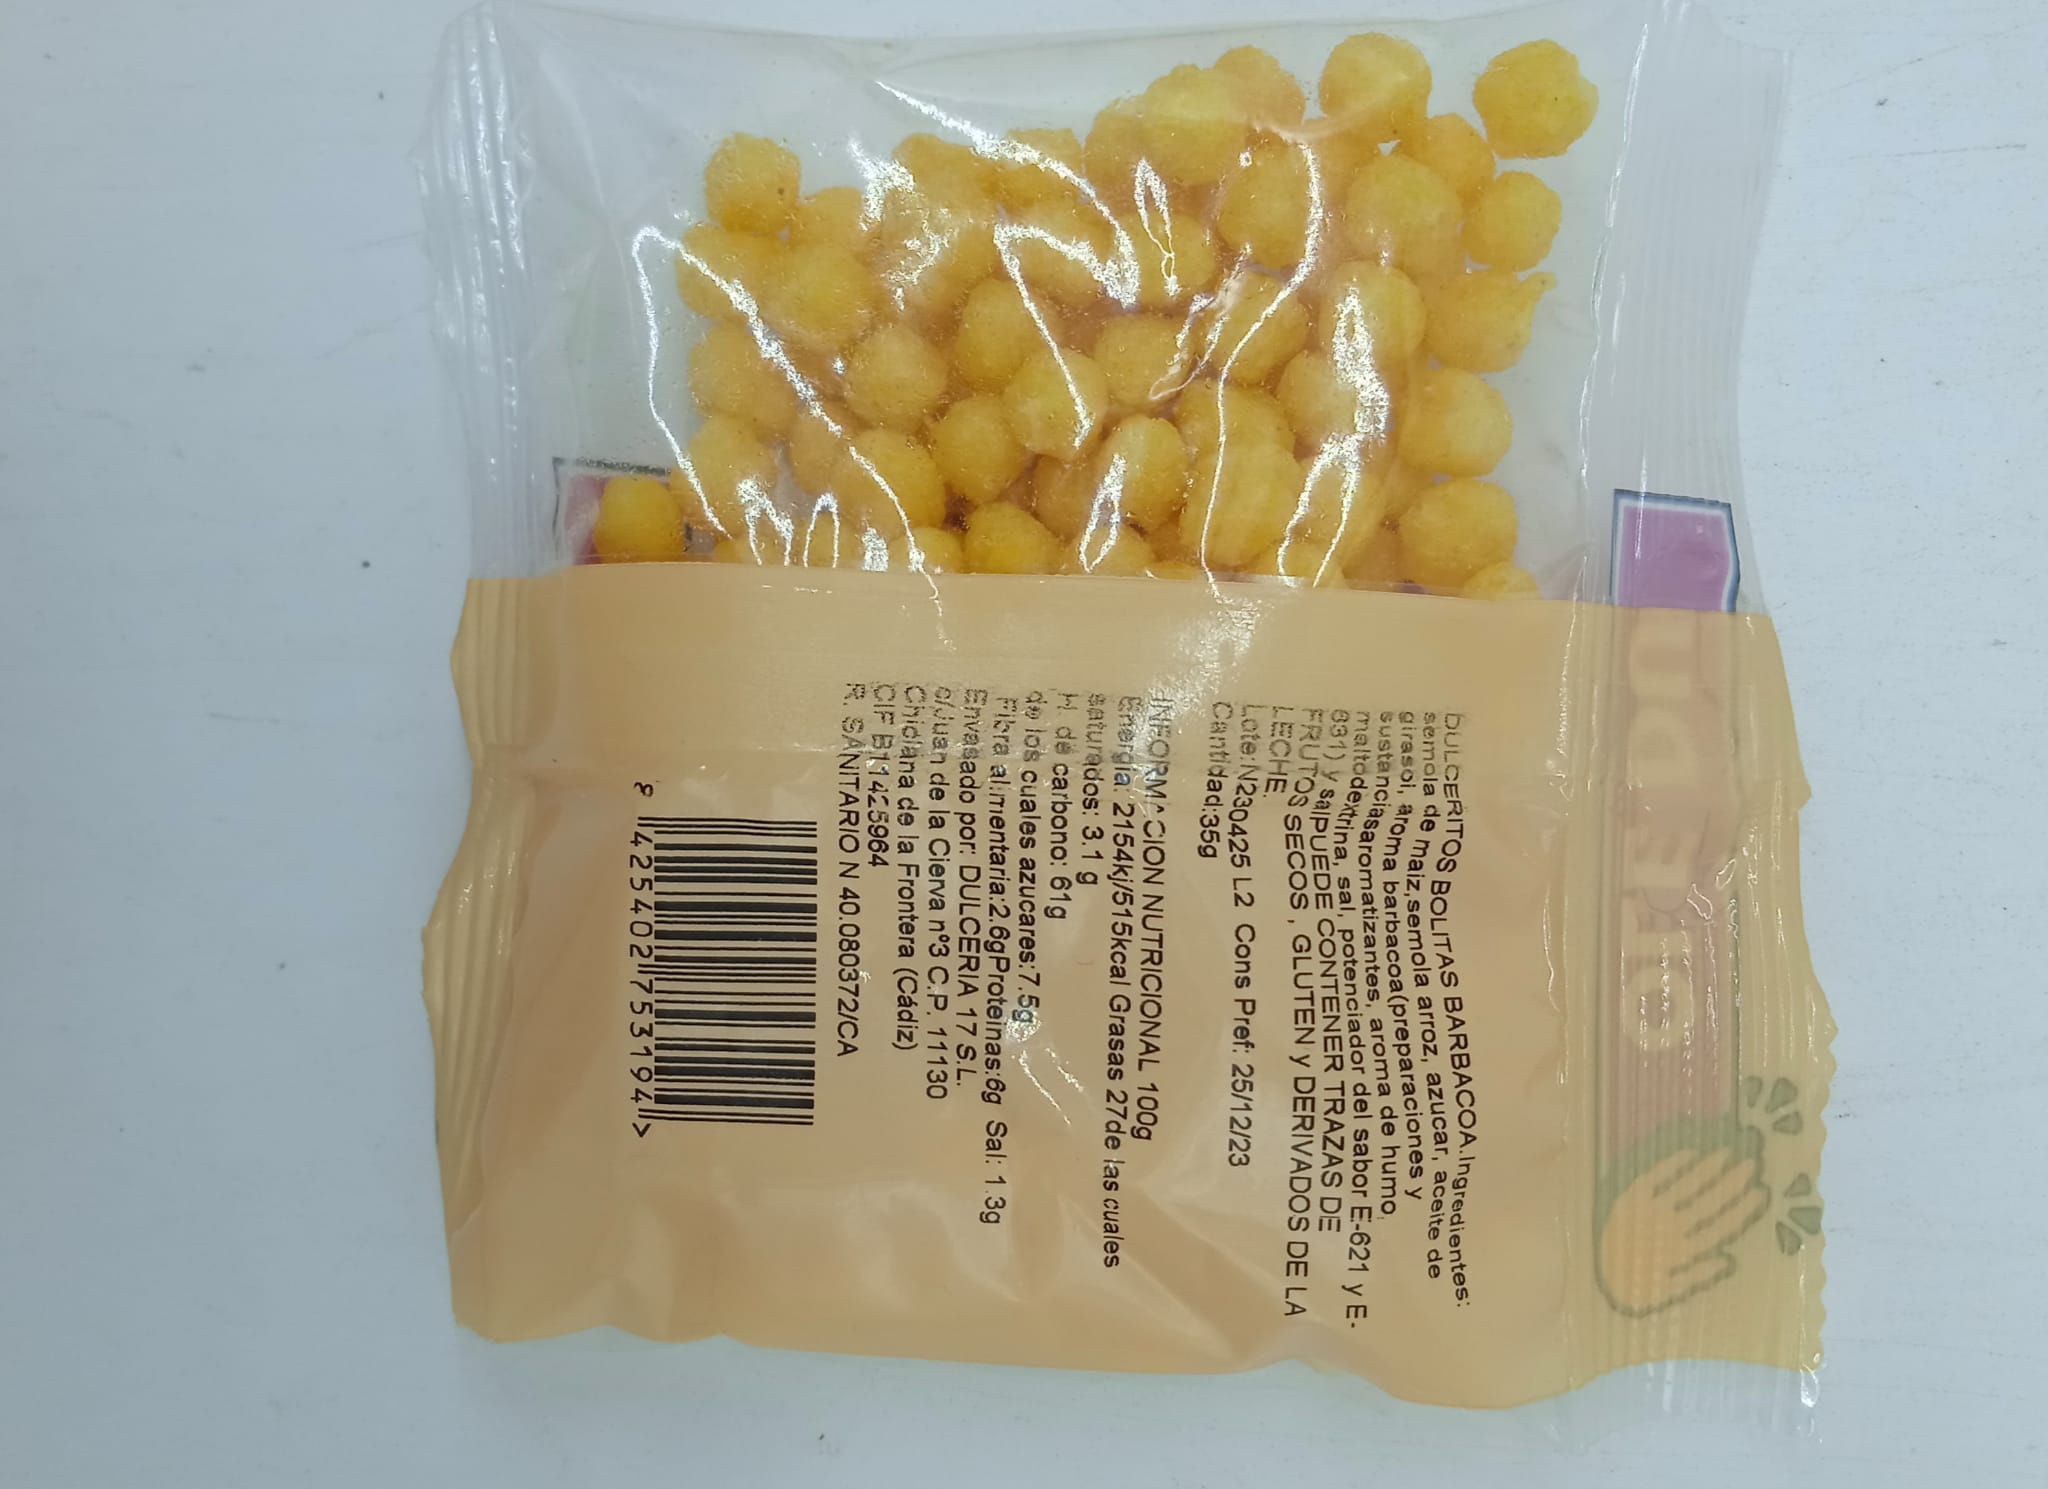 DULCERITOS BOLITAS BARBACOA.Ingredientes:
semola de maiz,semola arroz, azucar, aceite de
girasol, aroma barbacoa(preparaciones y
sustanciasaromatizantes, aroma de humo,
maltodextrina, sal, potenciador del sabor E-621 y E-
631) y salPUEDE CONTENER TRAZAS DE
FRUTOS SECOS , GLUTEN y DERIVADOS DE LA
LECHE.
Lote:N230425 L2 Cons Pref: 25/12/23
Cantidad:35g
INFORMACION NUTRICIONAL 100g
Energia: 2154kj/515kcal Grasas 27de las cuales
saturados: 3.1 g
H. de carbono: 61g
de los cuales azucares:7.5g
Fibra alimentaria:2.6gProteinas:6g Sal: 1.3g
Envasado por: DULCERIA 17 S.L.
c/Juan de la Cierva nº3 C.P. 11130
Chiclana de la Frontera (Cádiz)
CIF B11425964
R. SANITARIO N 40.080372/CA
8 425402 753194 >